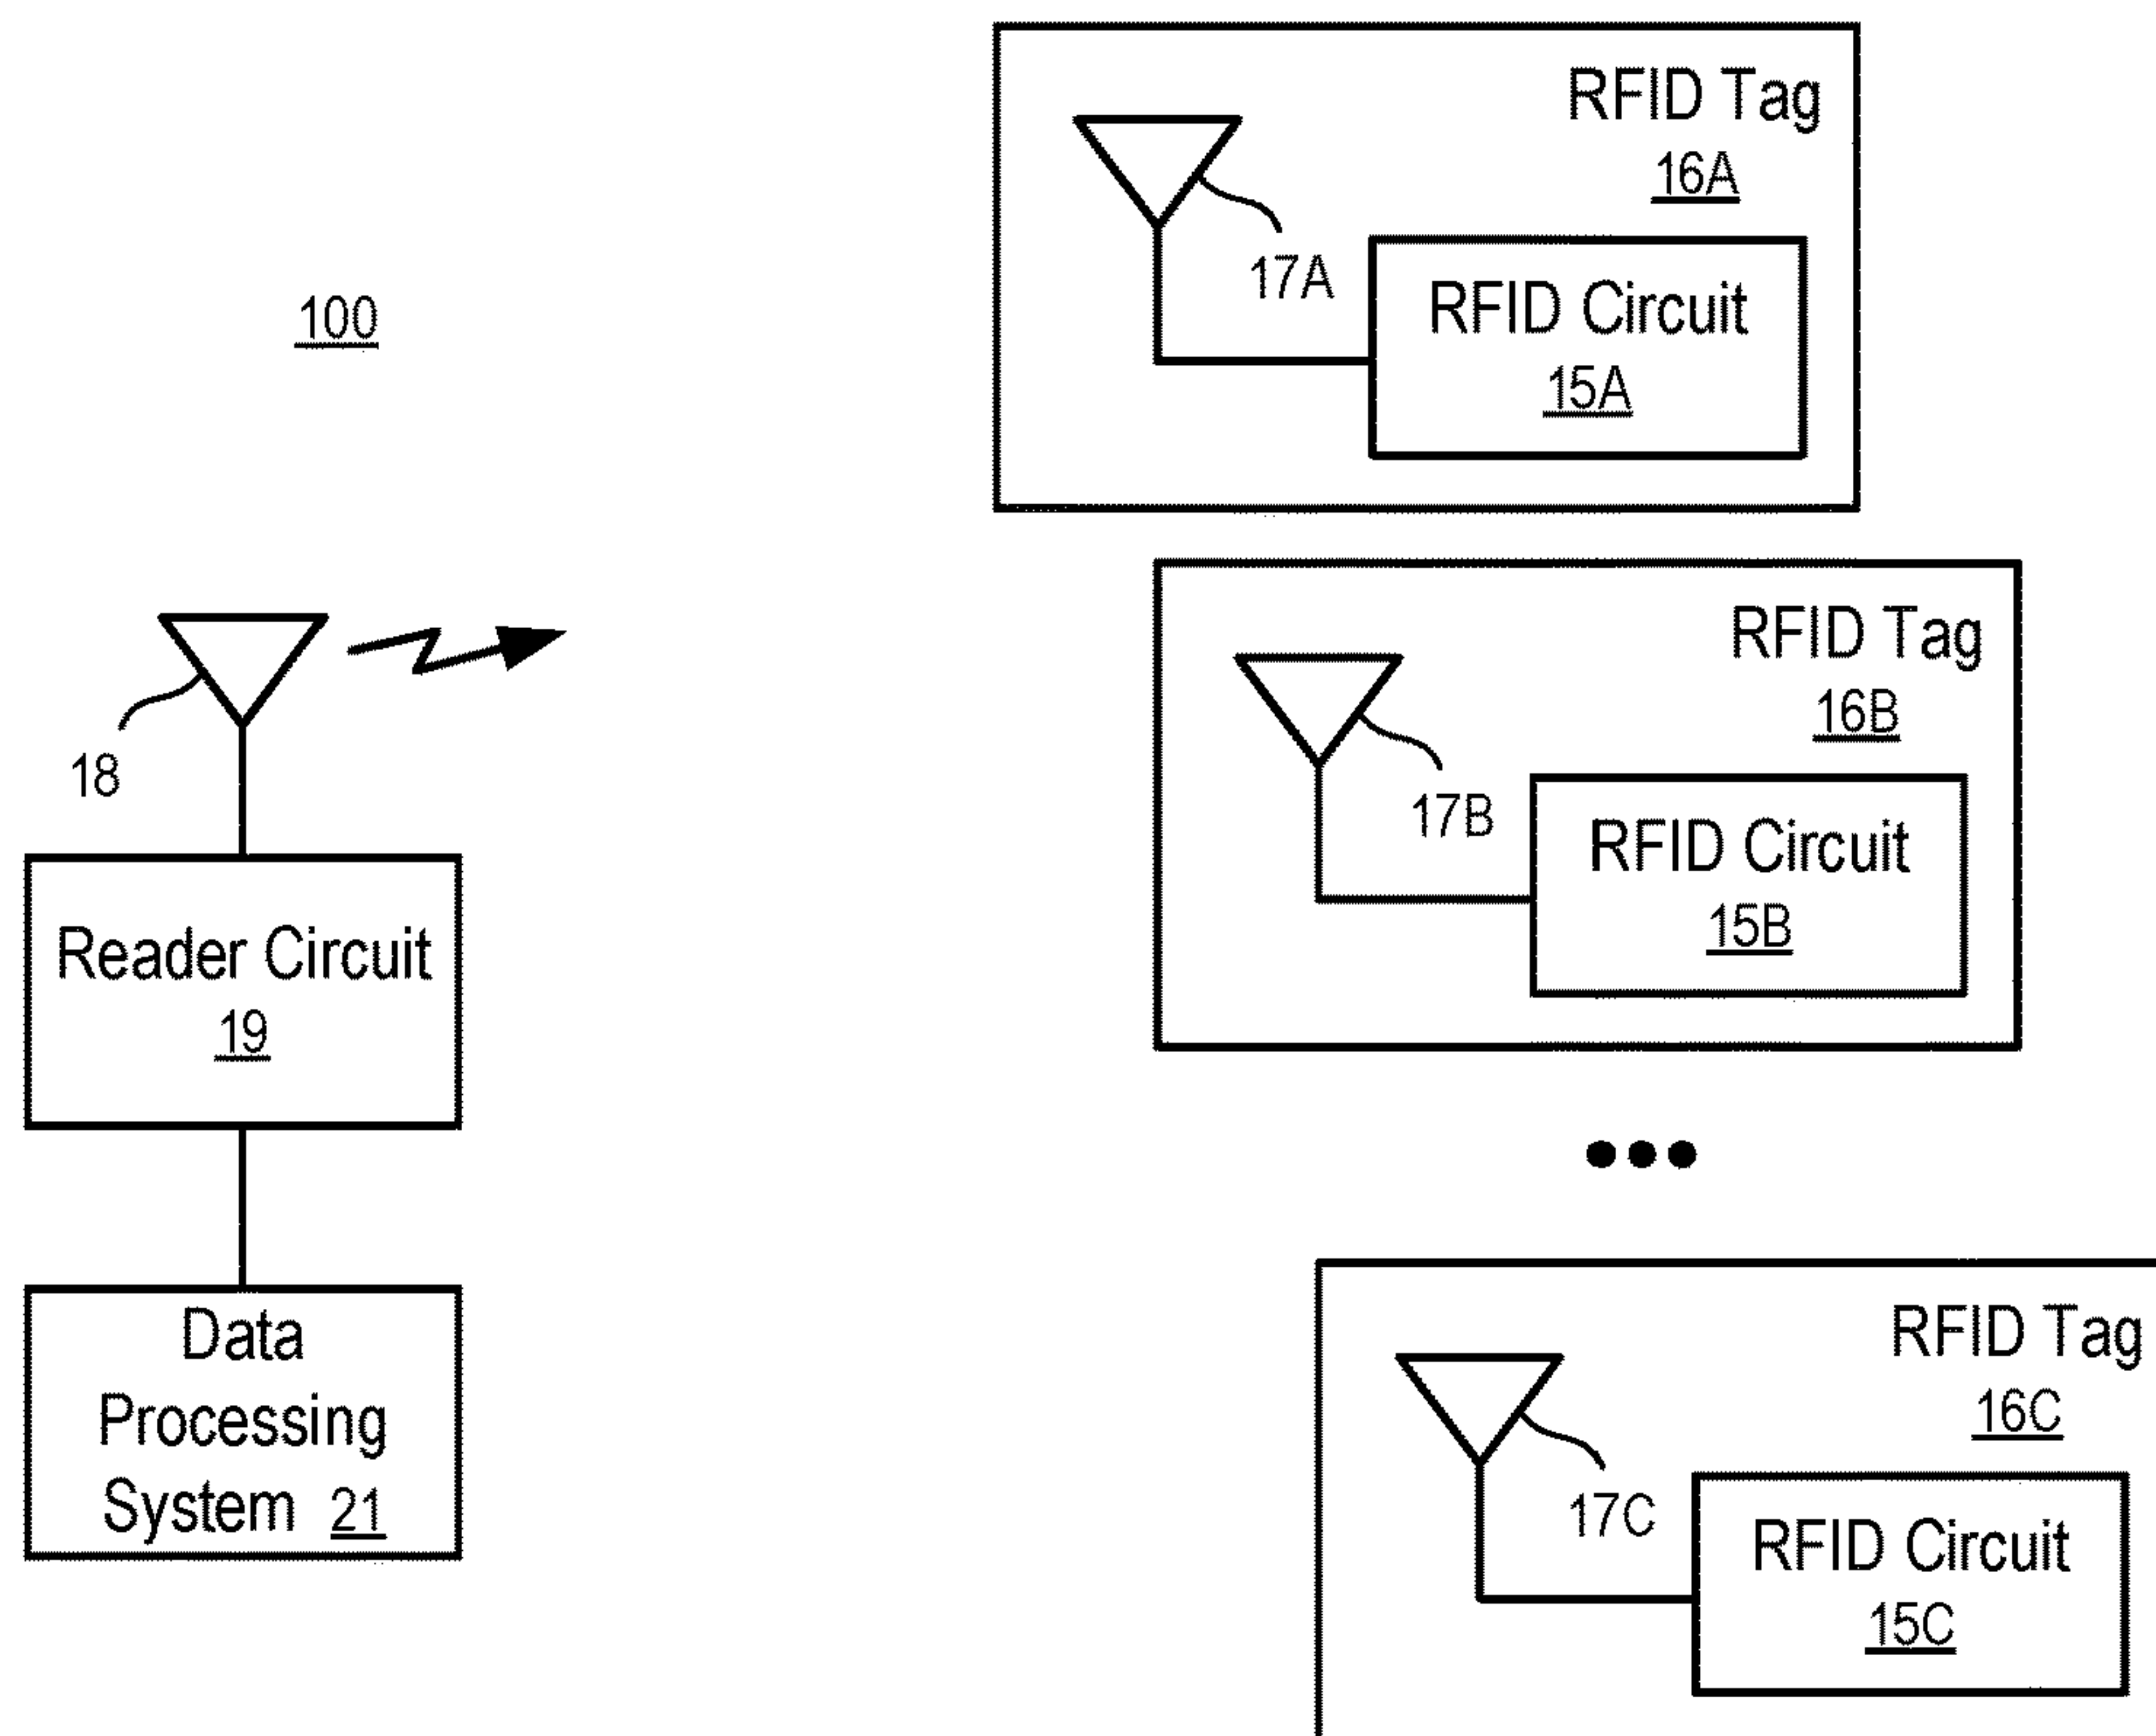 100
18
Reader Circuit
19
Data
Processing
System 21
RFID Tag
16A
17A
RFID Circuit
15A
RFID Tag
16B
17B
RFID Circuit
15B
RFID Tag
16C
17C
RFID Circuit
15C